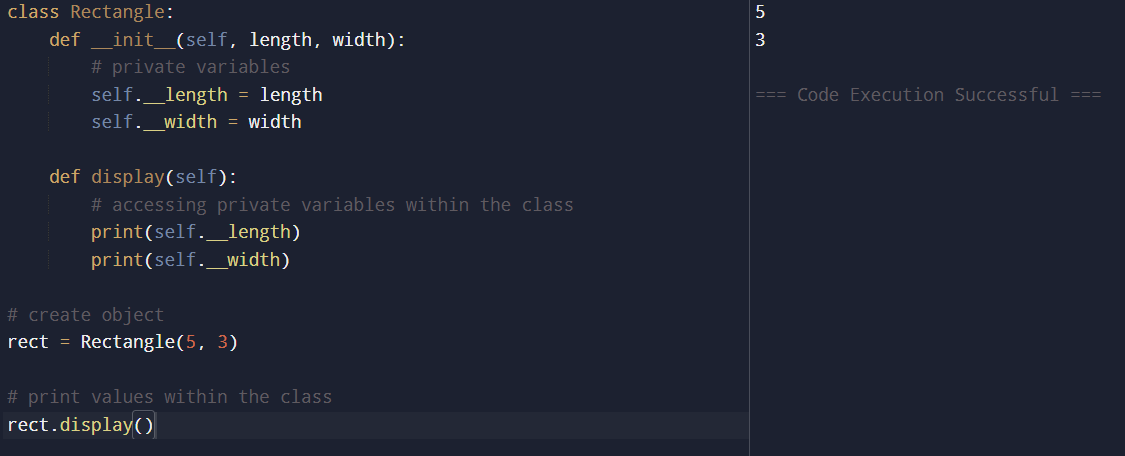 class Rectangle:
    def __init__(self, length, width):
        # private variables
        self.__length = length
        self.__width = width

    def display(self):
        # accessing private variables within the class
        print(self.__length)
        print(self.__width)

# create object
rect = Rectangle(5, 3)

# print values within the class
rect.display()
5
3

=== Code Execution Successful ===